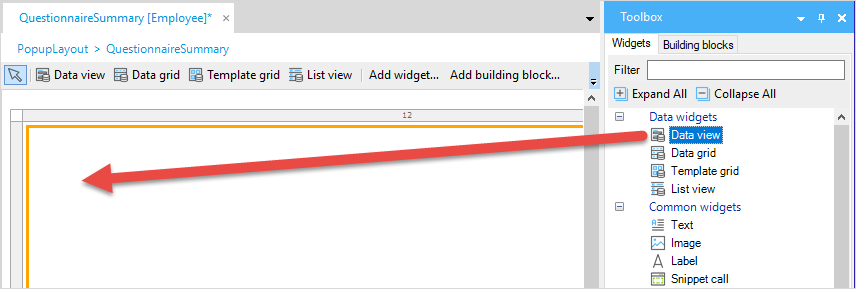 QuestionnaireSummary [Employee]* ×
PopupLayout > QuestionnaireSummary
Data view Data grid Template grid List view Add widget... Add building block...
12
Toolbox
Widgets Building blocks
Filter
Expand All Collapse All
Data widgets
Data view
Data grid
Template grid
List view
Common widgets
Text
Image
A Label
Snippet call